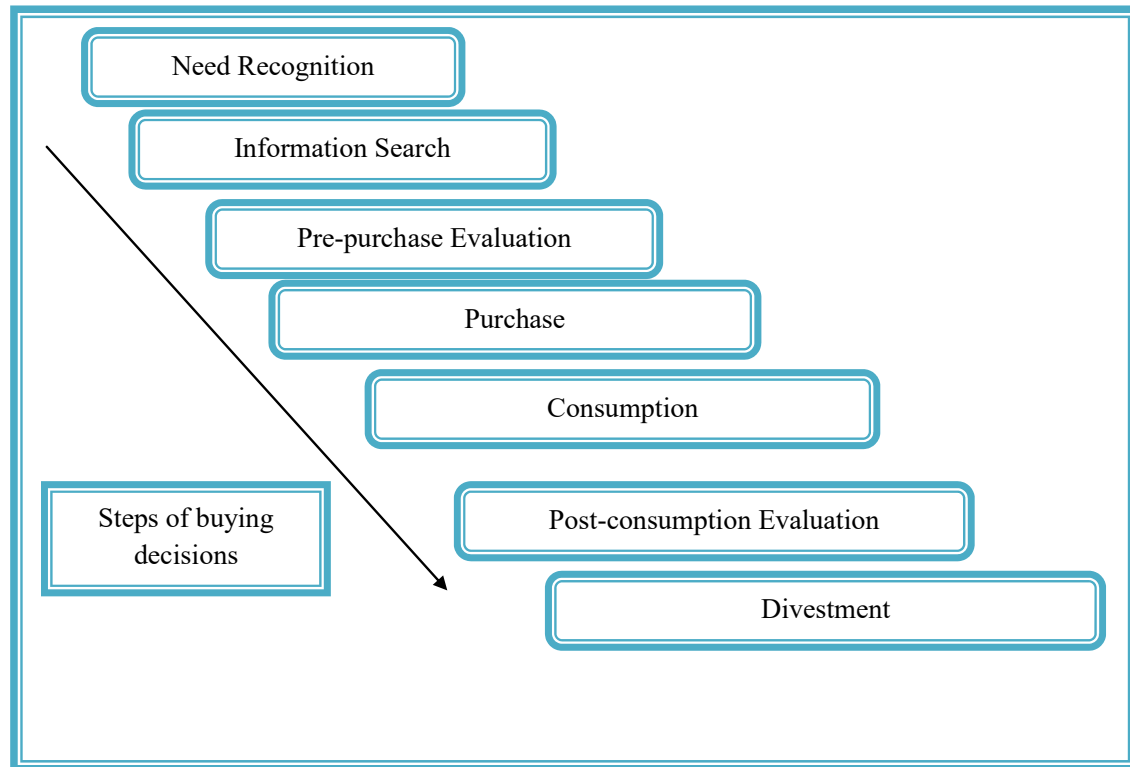 Need Recognition
Information Search
Pre-purchase Evaluation
Purchase
Consumption
Steps of buying
decisions
Post-consumption Evaluation
Divestment